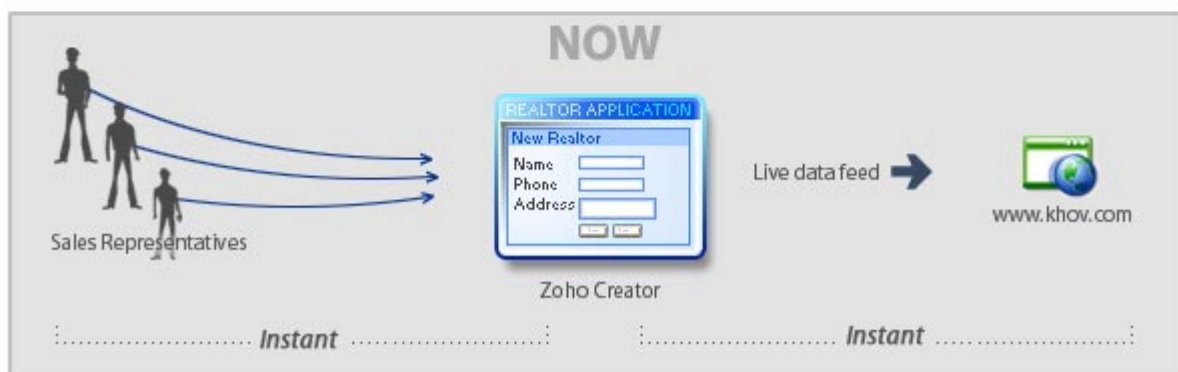 NOW
REALTOR APPLICATION
New Realtor
Name
Phone
Address
Live data feed
www.khov.com
Sales Representatives
Zoho Creator
Instant
Instant